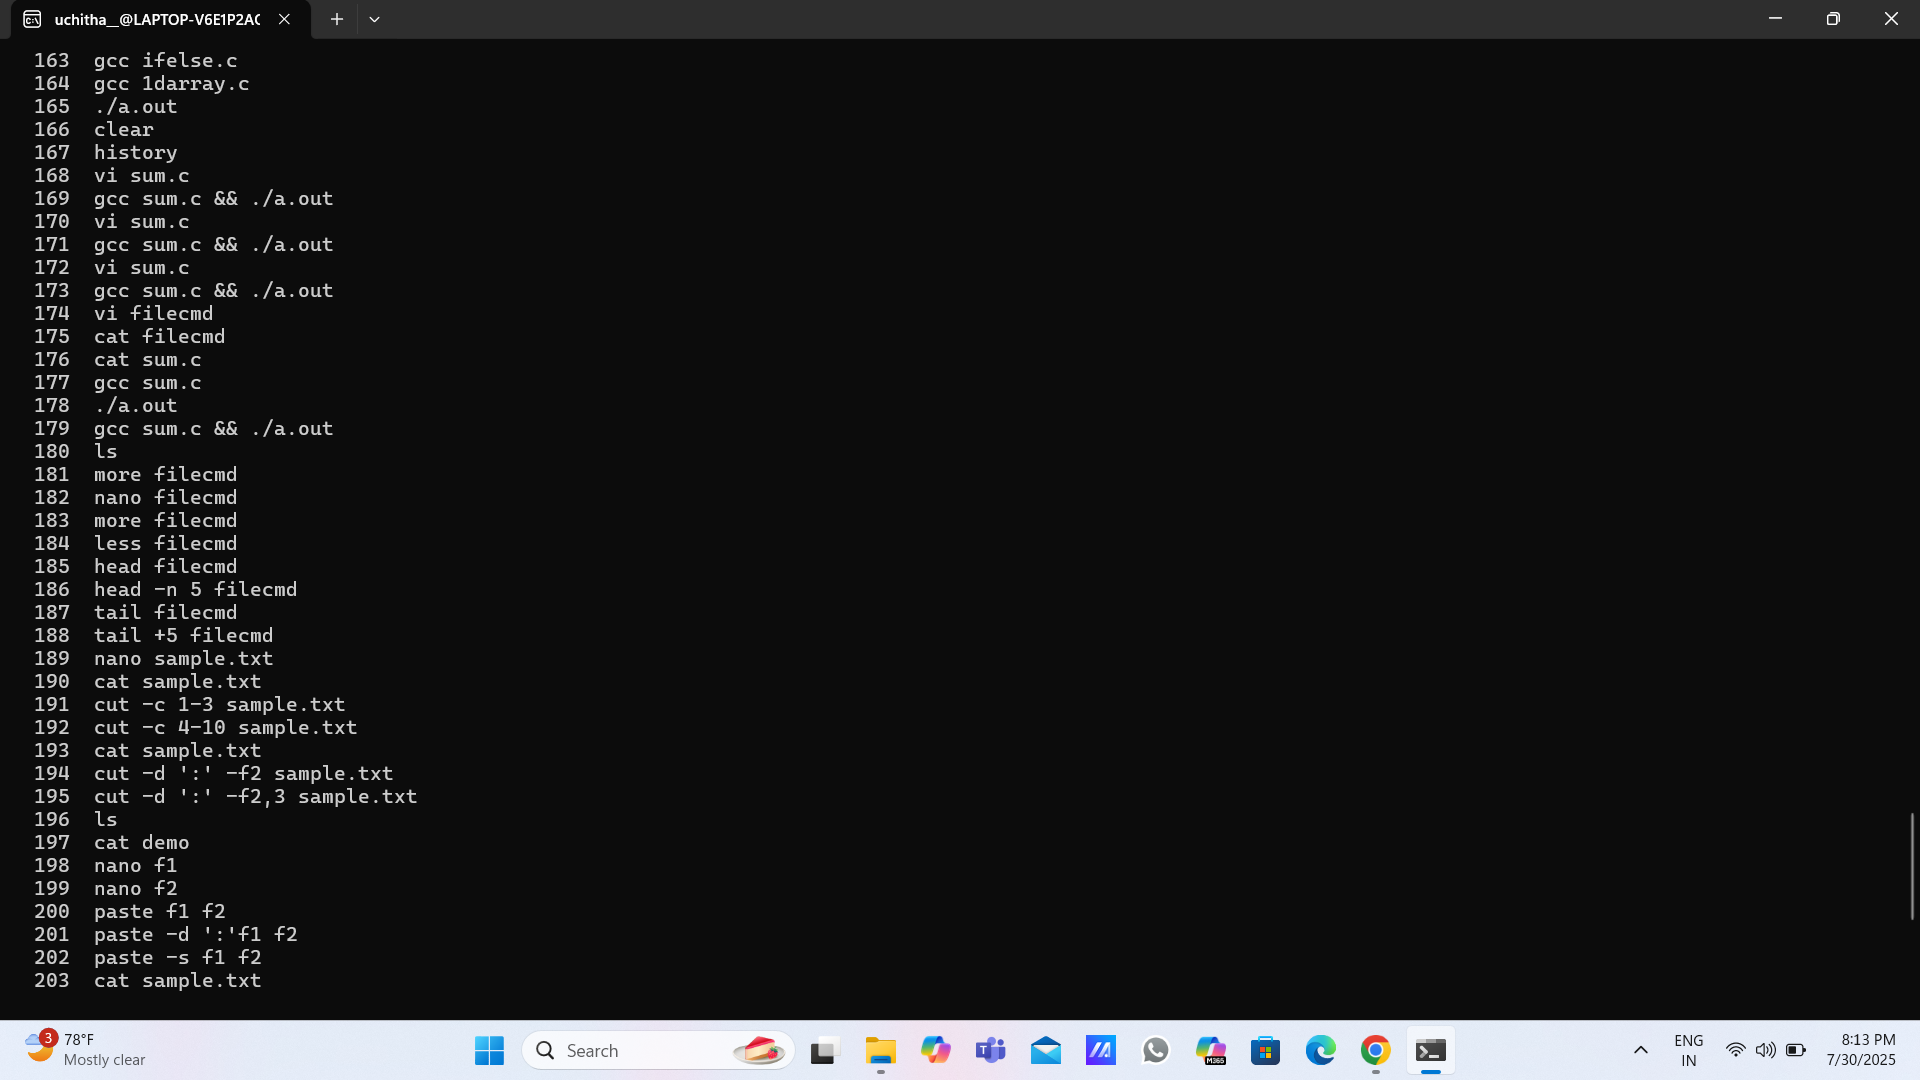 uchitha__@LAPTOP-V6E1P2A
163 gcc ifelse.c
164 gcc 1darray.c
165 ./a.out
166 clear
167 history
168 vi sum.c
169 gcc sum.c && ./a.out
170 vi sum.c
171 gcc sum.c && ./a.out
172 vi sum.c
173 gcc sum.c && ./a.out
174 vi filecmd
175 cat filecmd
176 cat sum.c
177 gcc sum.c
178 ./a.out
179 gcc sum.c && ./a.out
180 ls
181 more filecmd
182 nano filecmd
183 more filecmd
184 less filecmd
185 head filecmd
186 head -n 5 filecmd
187 tail filecmd
188 tail +5 filecmd
189 nano sample.txt
190 cat sample.txt
191 cut -c 1-3 sample.txt
192 cut -c 4-10 sample.txt
193 cat sample.txt
194 cut -d ':' -f2 sample.txt
195 cut -d ':' -f2,3 sample.txt
196 ls
197 cat demo
198 nano f1
199 nano f2
200 paste f1 f2
201 paste -d ':'f1 f2
202 paste -s f1 f2
203 cat sample.txt
3
78°F
Mostly clear
Search
M365
ENG
IN
8:13 PM
7/30/2025